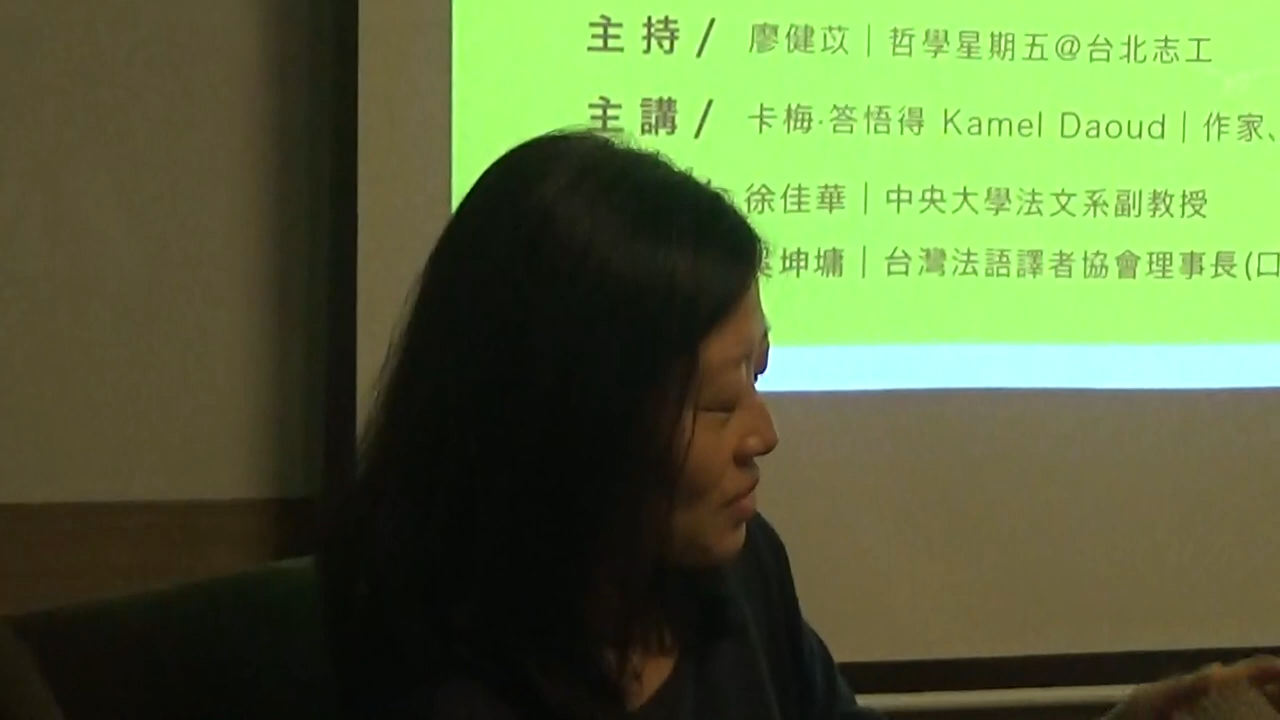 主持/ 廖健苡|哲學星期五@台北志工
主講/ 卡梅·答悟得 Kamel Daoud|作家、
徐佳華|中央大學法文系副教授
坤墉|台灣法語譯者協會理事長(口